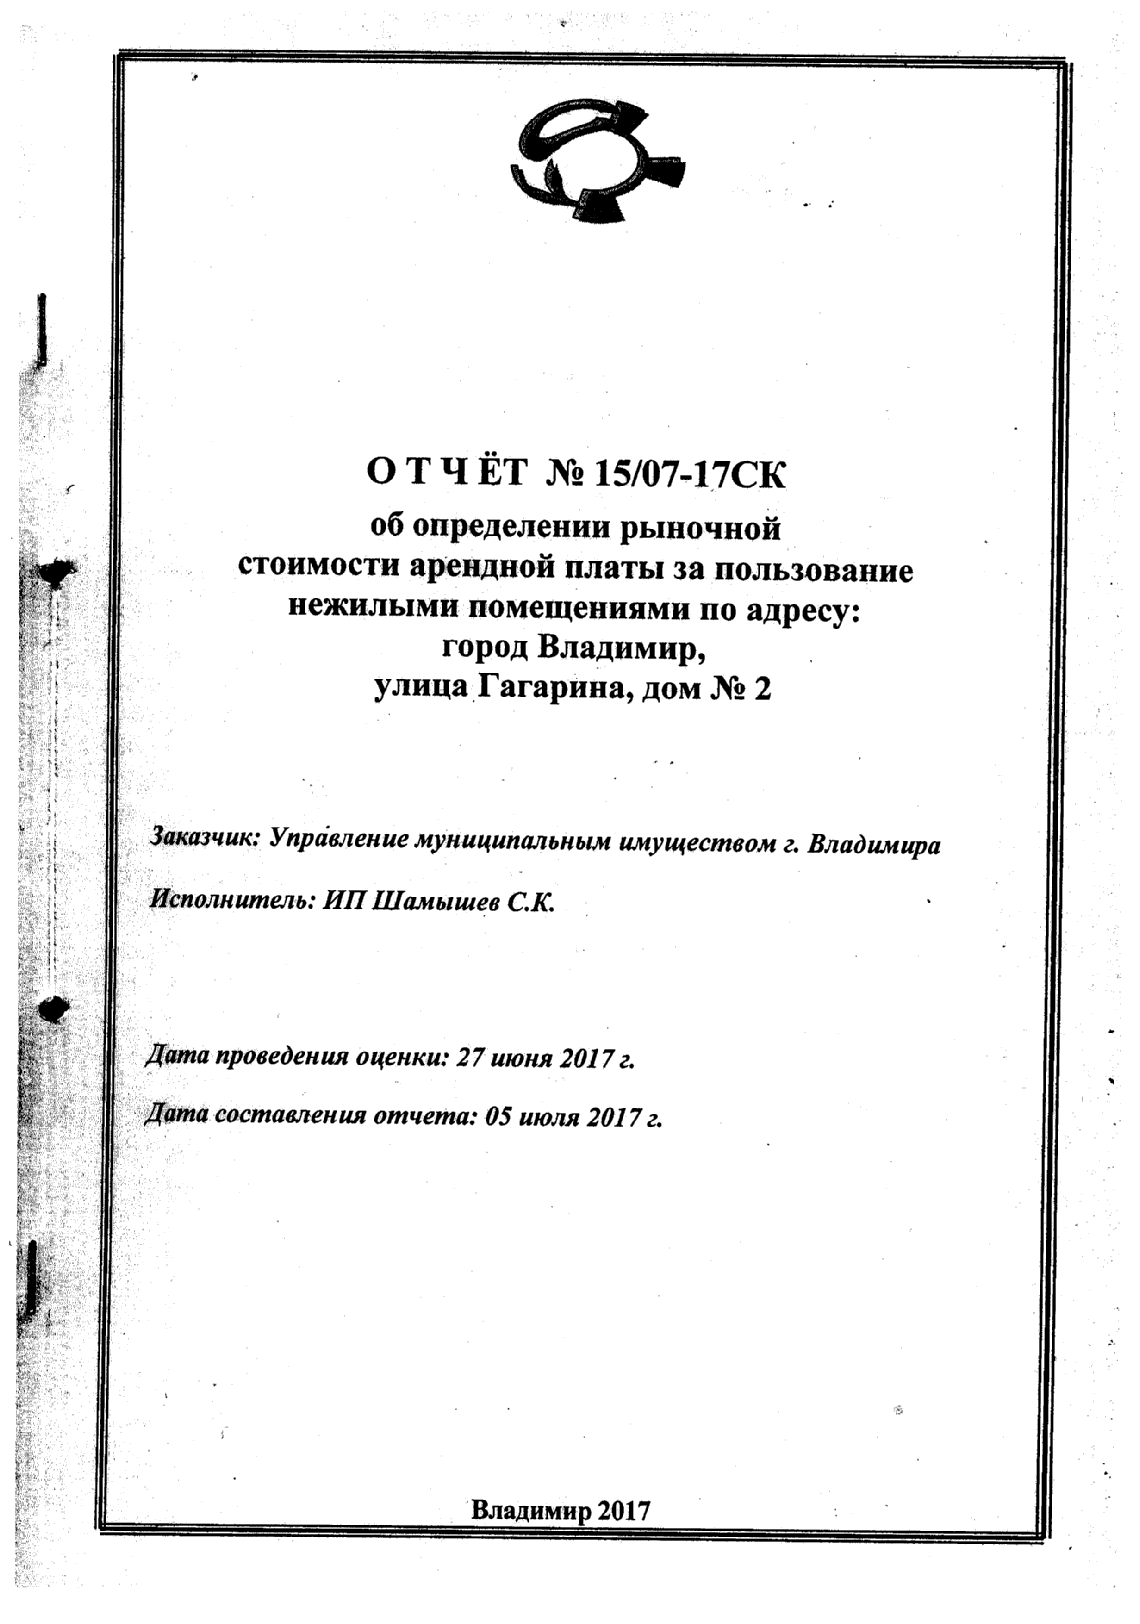 О Т Ч Ё Т № 15/07-17СК
об определении рыночной
стоимости арендной платы за пользование
нежилыми помещениями по адресу:
город Владимир,
улица Гагарина, дом № 2
Заказчик: Управление муниципальным имуществом г. Владимира
Исполнитель: ИП Шамышев С.К.
Дата проведения оценки: 27 июня 2017 г.
Дата составления отчета: 05 июля 2017 г.
Владимир 2017